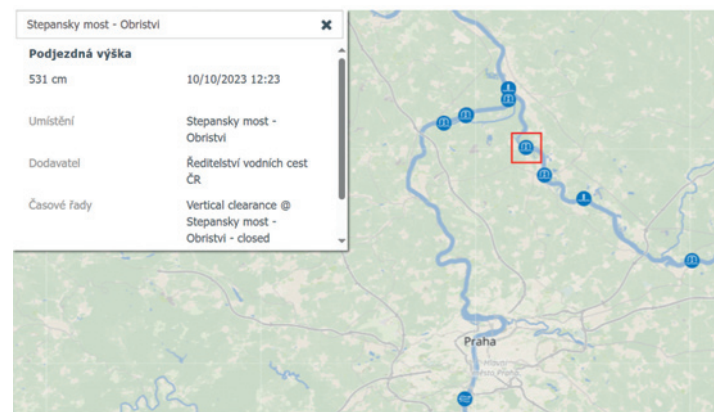 Stepansky most - Obristvi
Podjezdná výška
531 cm 10/10/2023 12:23
Umístění Stepansky most -
Obristvi
Dodavatel Ředitelství vodních cest
ČR
Časové řady Vertical clearance @
Stepansky most -
Obristvi - closed
Praha